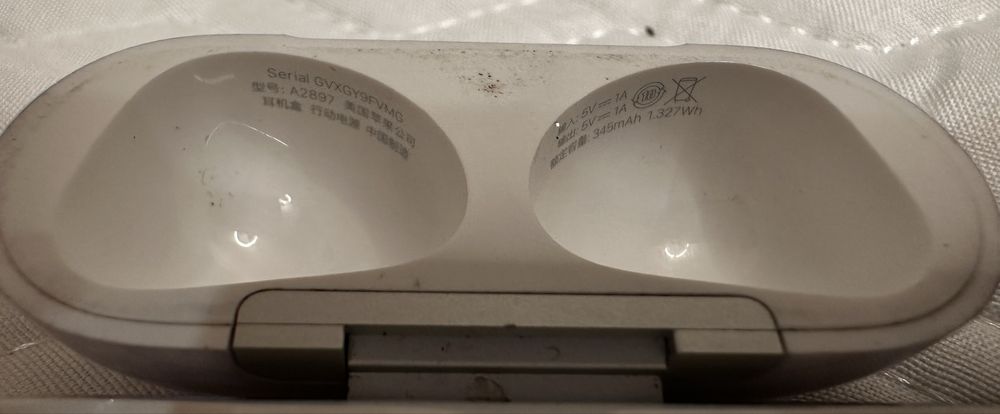 Serial GVXGY9FVMG
型号: A2897 美国苹果公司
耳机盒 行动电源 中国制造
输入: 5V⎓1A
输出: 5V⎓1A
额定容量: 345mAh 1.327Wh